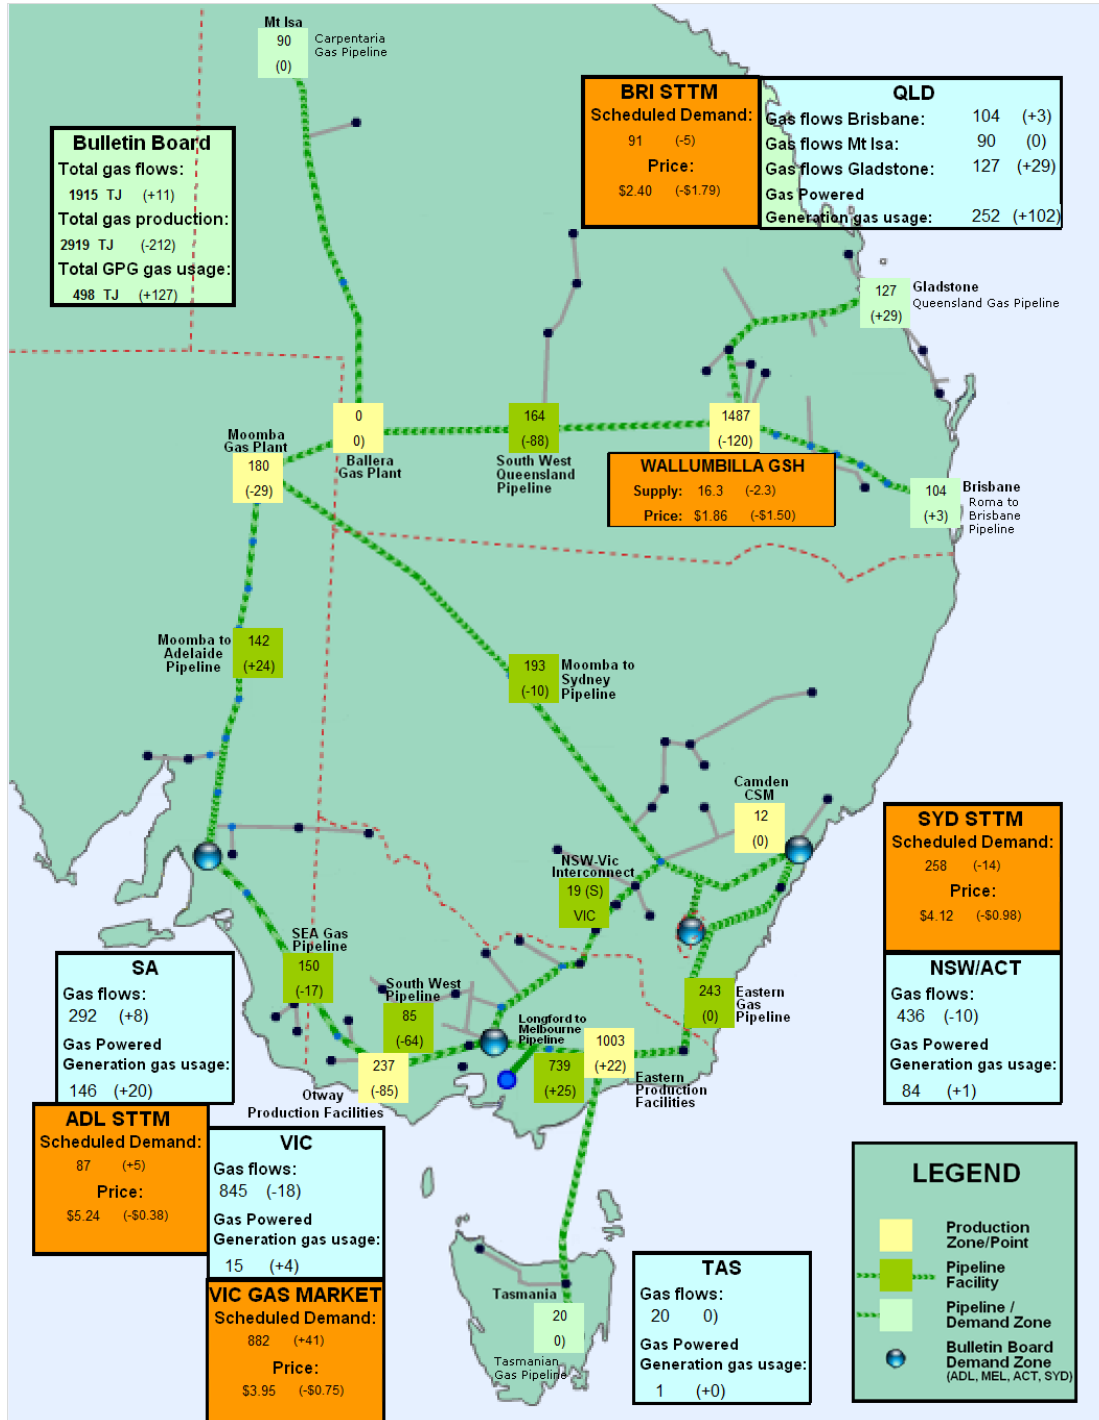 Mt Isa
90
(0)
Carpentaria
Gas Pipeline
Bulletin Board
Total gas flows:
1915 TJ (+11)
Total gas production:
2919 TJ (-212)
Total GPG gas usage:
498 TJ (+127)
BRI STTM
Scheduled Demand:
91 (-5)
Price:
$2.40 (-$1.79)
QLD
Gas flows Brisbane: 104 (+3)
Gas flows Mt Isa: 90 (0)
Gas flows Gladstone: 127 (+29)
Gas Powered
Generation gas usage: 252 (+102)
127
(+29)
Gladstone
Queensland Gas Pipeline
Moomba
Gas Plant
180
(-29)
0
0)
Ballera
Gas Plant
164
(-88)
South West
Queensland
Pipeline
1487
(-120)
WALLUMBILLA GSH
Supply: 16.3 (-2.3)
Price: $1.86 (-$1.50)
104
(+3)
Brisbane
Roma to
Brisbane
Pipeline
Moomba to
Adelaide
Pipeline
142
(+24)
193
(-10)
Moomba to
Sydney
Pipeline
Camden
CSM
12
(0)
NSW-Vic
Interconnect
19 (S)
VIC
SYD STTM
Scheduled Demand:
258 (-14)
Price:
$4.12 (-$0.98)
SEA Gas
Pipeline
150
(-17)
South West
Pipeline
85
(-64)
SA
Gas flows:
292 (+8)
Gas Powered
Generation gas usage:
146 (+20)
NSW/ACT
Gas flows:
436 (-10)
Gas Powered
Generation gas usage:
84 (+1)
243
(0)
Eastern
Gas
Pipeline
Longford to
Melbourne
Pipeline
739
(+25)
1003
(+22)
Eastern
Production
Facilities
237
(-85)
Otway
Production Facilities
ADL STTM
Scheduled Demand:
87 (+5)
Price:
$5.24 (-$0.38)
VIC
Gas flows:
845 (-18)
Gas Powered
Generation gas usage:
15 (+4)
VIC GAS MARKET
Scheduled Demand:
882 (+41)
Price:
$3.95 (-$0.75)
Tasmania
20
0)
Tasmanian
Gas Pipeline
TAS
Gas flows:
20 0)
Gas Powered
Generation gas usage:
1 (+0)
LEGEND
Production
Zone/Point
Pipeline
Facility
Pipeline /
Demand Zone
Bulletin Board
Demand Zone
(ADL, MEL, ACT, SYD)